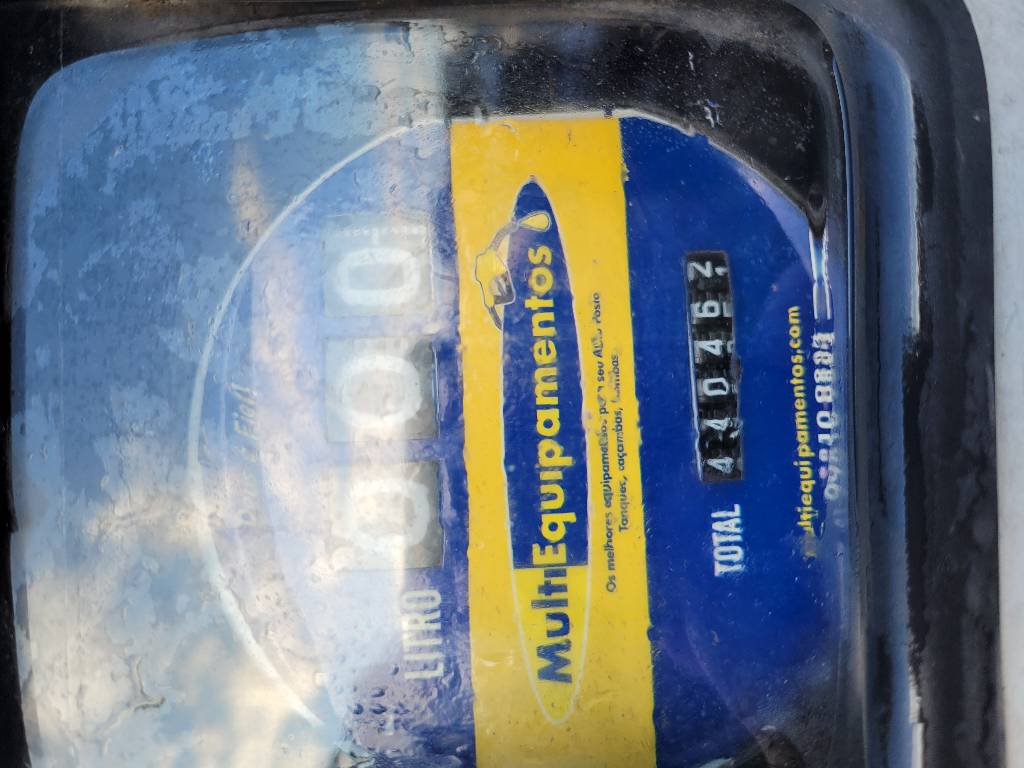 LITRO
000
MultiEquipamentos
Os melhores equipamentos para seu Auto Posto
Tanques, caçambas, bombas.
TOTAL 440462
multiequipamentos.com